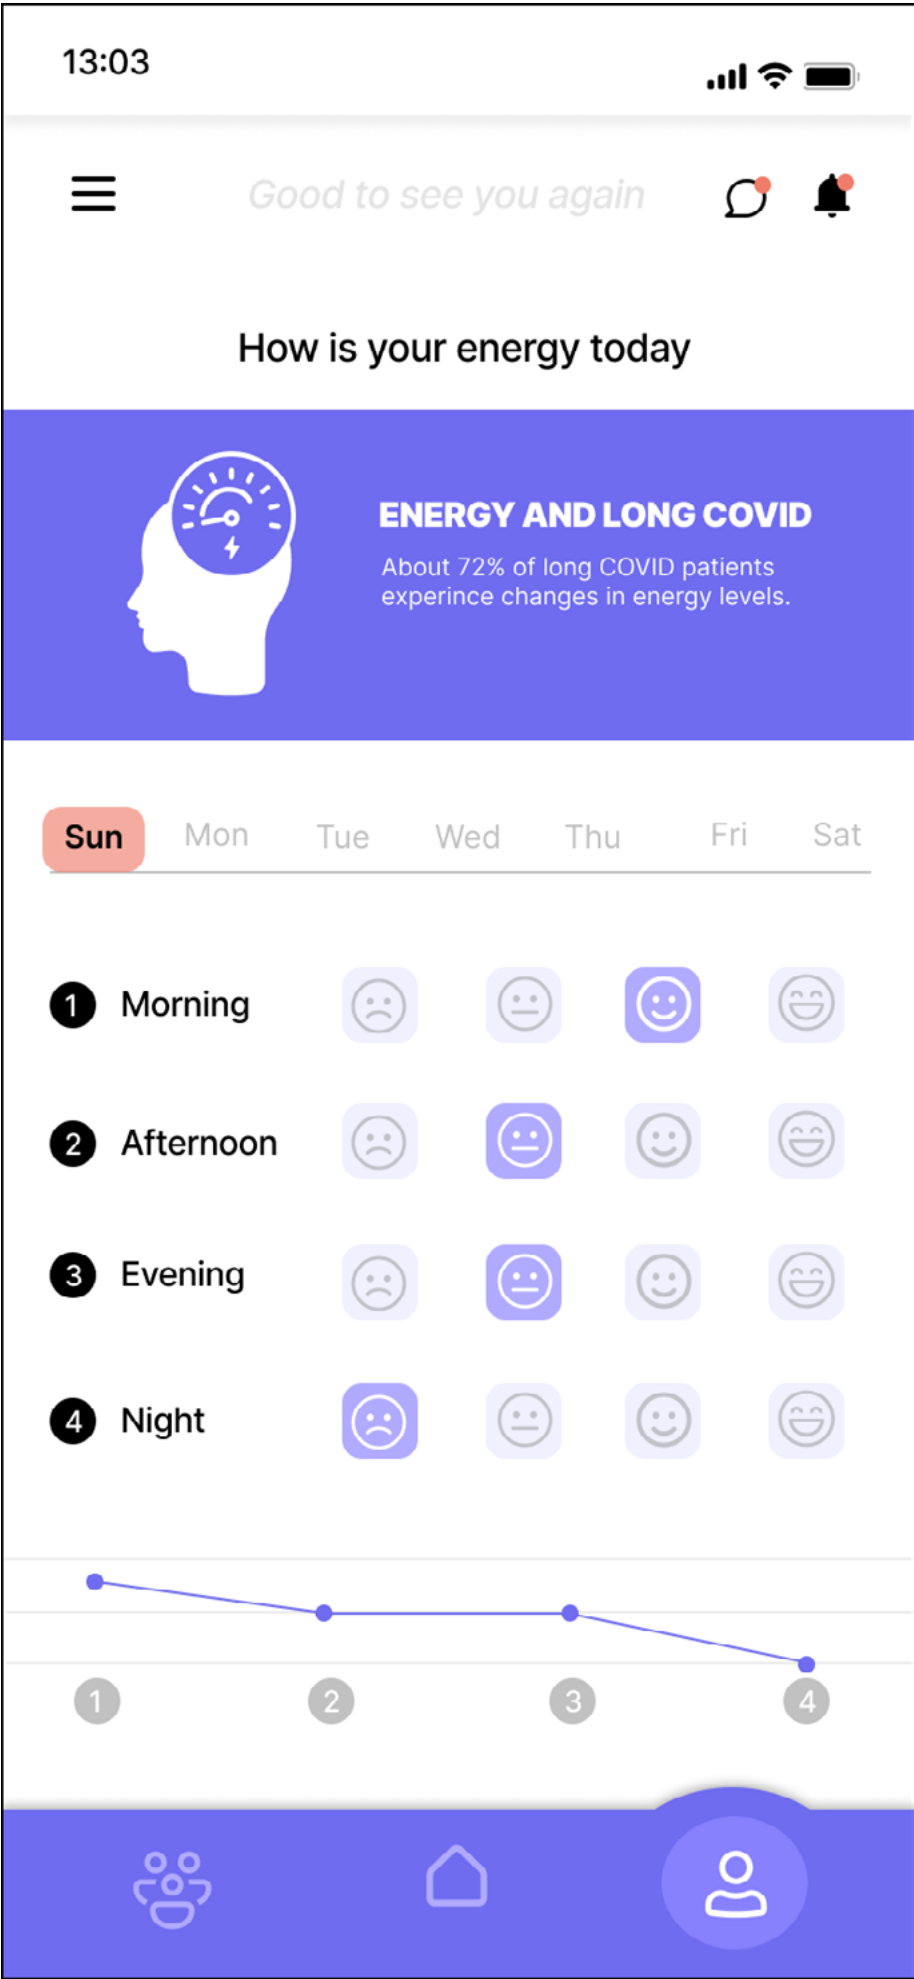 13:03
Good to see you again
How is your energy today
ENERGY AND LONG COVID
About 72% of long COVID patients
experince changes in energy levels.
Sun Mon Tue Wed Thu Fri Sat
1 Morning
2 Afternoon
3 Evening
4 Night
1 2 3 4